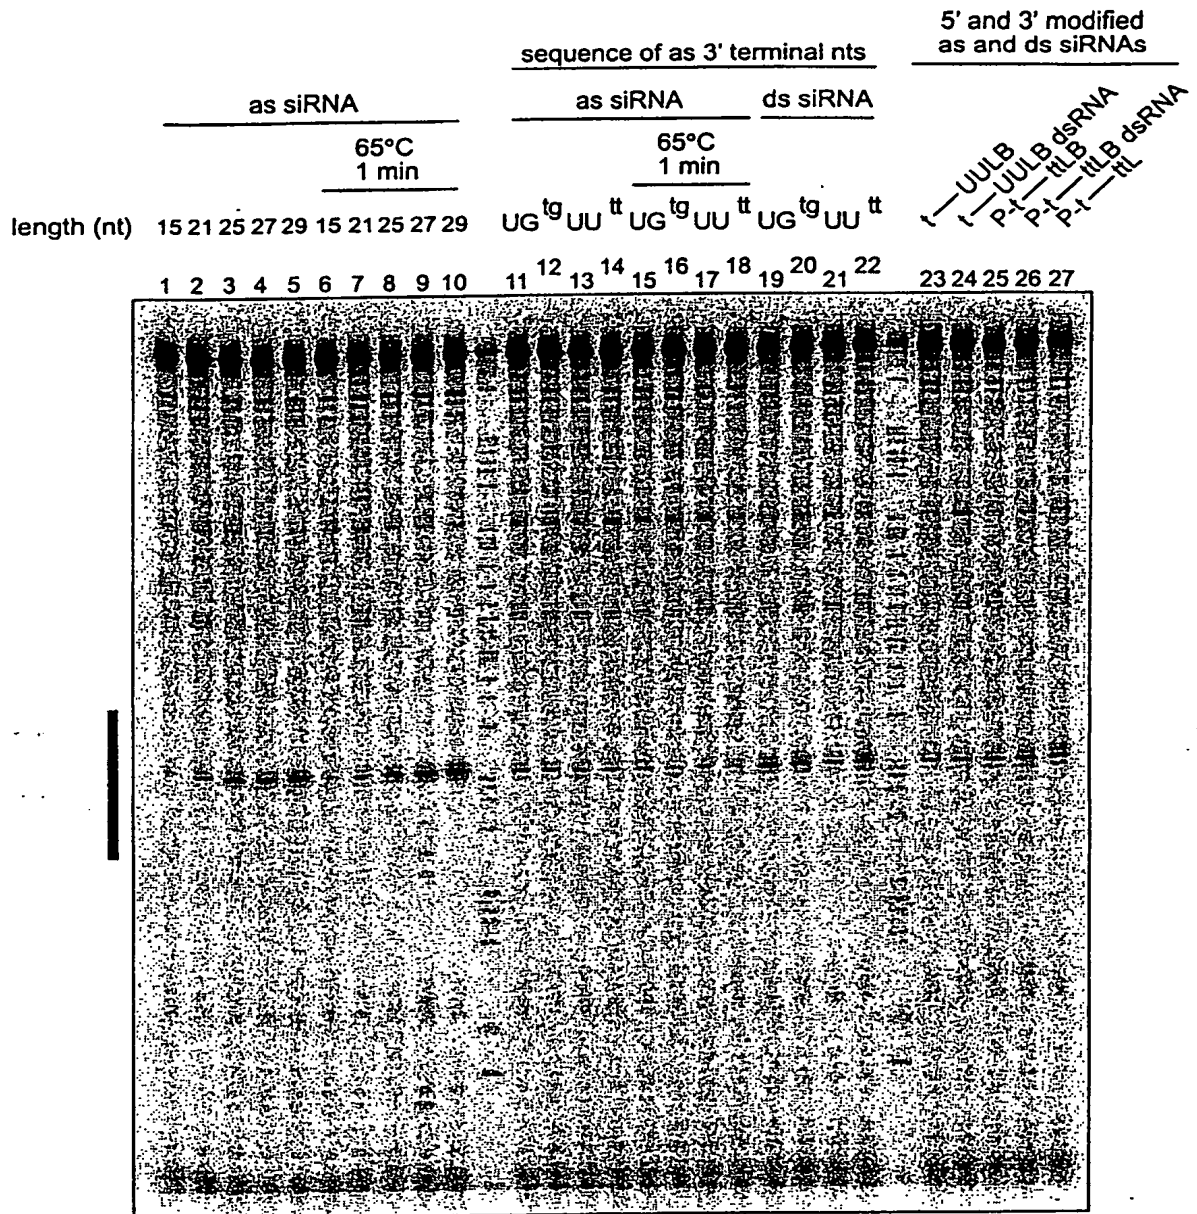 5' and 3' modified
as and ds siRNAs
sequence of as 3' terminal nts
as siRNA
as siRNA
ds siRNA
65°C
1 min
65°C
1 min
t—UULB
t—UULB dsRNA
P-t—ttLB
P-t—ttLB dsRNA
P-t—ttL
length (nt) 15 21 25 27 29 15 21 25 27 29 UG tg UU tt UG tg UU tt UG tg UU tt
1 2 3 4 5 6 7 8 9 10 11 12 13 14 15 16 17 18 19 20 21 22 23 24 25 26 27